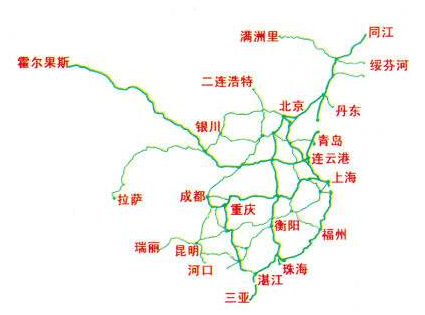 满洲里
同江
霍尔果斯
绥芬河
二连浩特
北京
丹东
银川
青岛
连云港
上海
拉萨
成都
重庆
衡阳
福州
瑞丽
昆明
河口
珠海
湛江
三亚